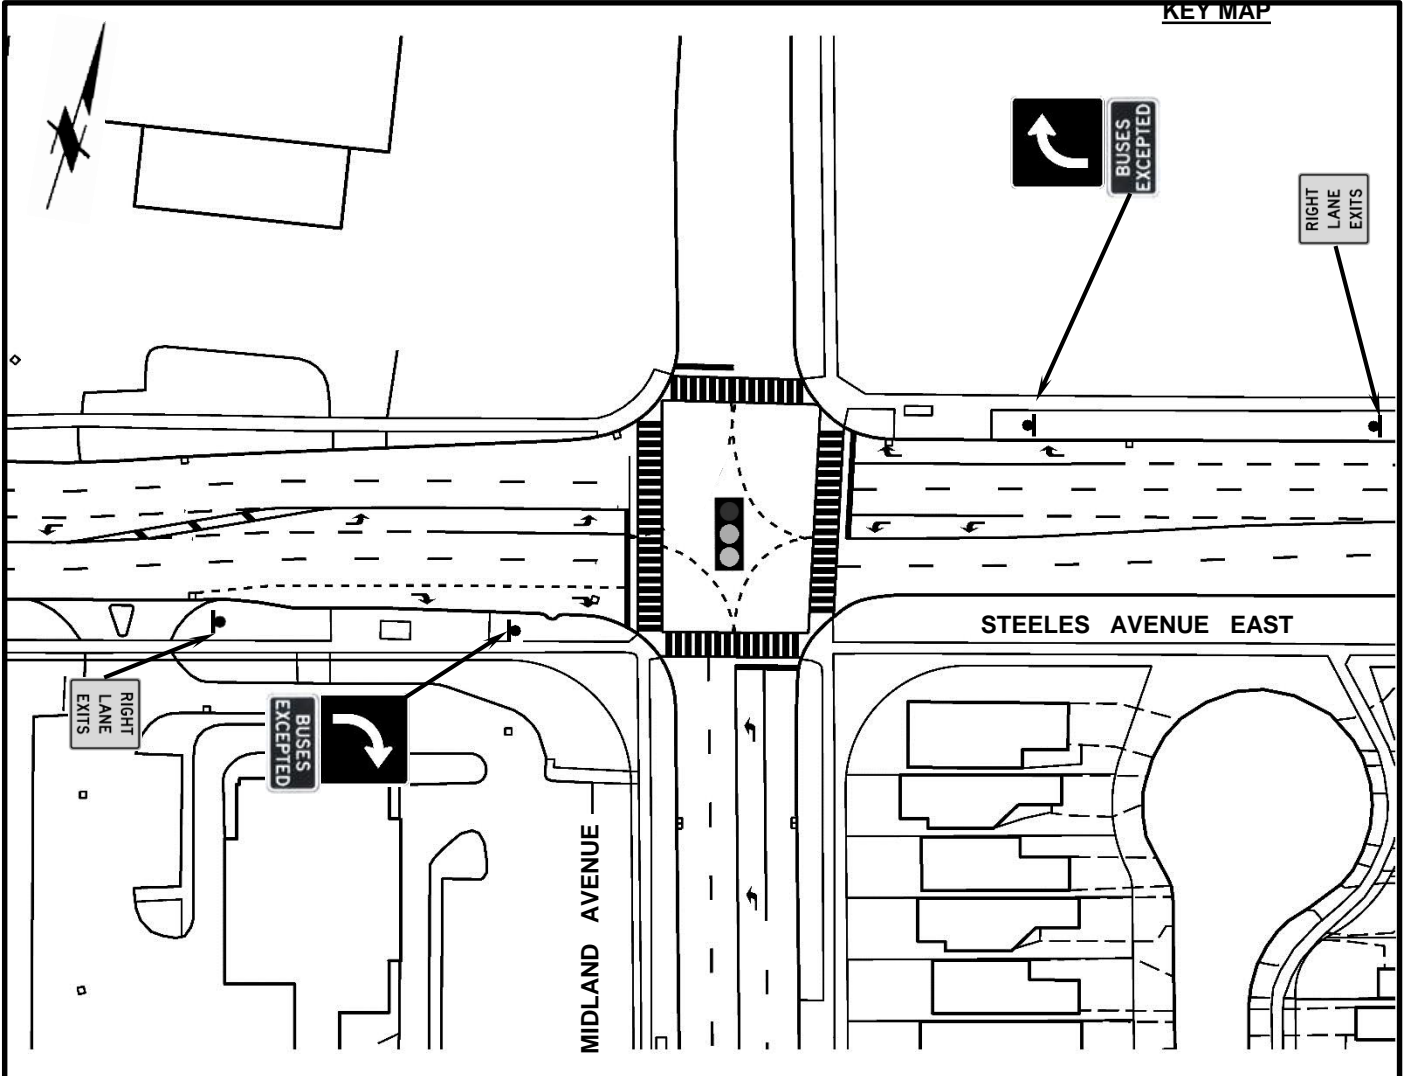 KEY MAP
BUSES
EXCEPTED
RIGHT
LANE
EXITS
STEELES AVENUE EAST
RIGHT
LANE
EXITS
BUSES
EXCEPTED
MIDLAND AVENUE